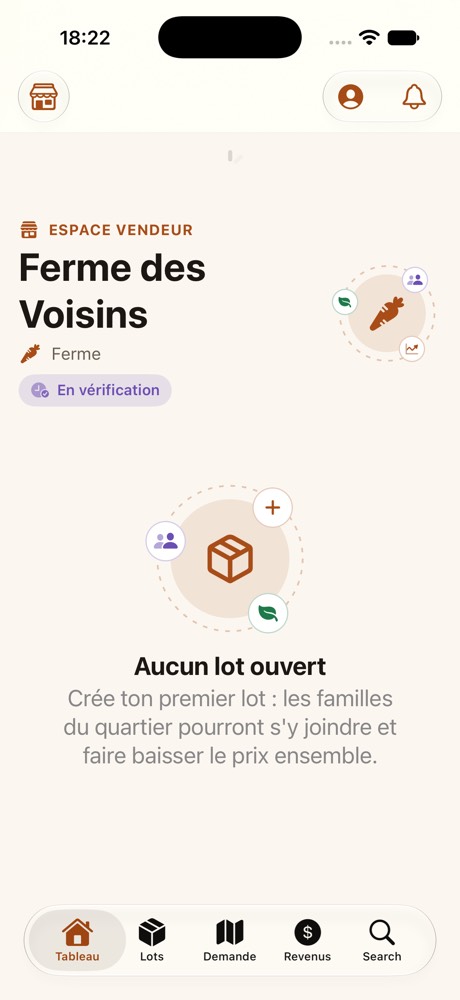 18:22
ESPACE VENDEUR
Ferme des
Voisins
Ferme
En vérification
Aucun lot ouvert
Crée ton premier lot : les familles
du quartier pourront s'y joindre et
faire baisser le prix ensemble.
Tableau
Lots
Demande
Revenus
Search